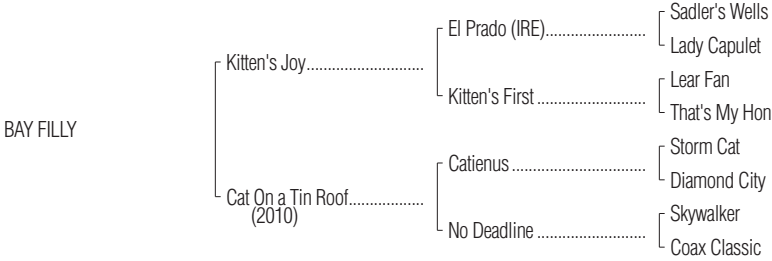 Sadler's Wells
El Prado (IRE)........................
Lady Capulet
Kitten's Joy............................
Lear Fan
Kitten's First ..........................
That's My Hon
BAY FILLY
Storm Cat
Catienus ................................
Diamond City
Cat On a Tin Roof..................
(2010)
Skywalker
No Deadline ..........................
Coax Classic